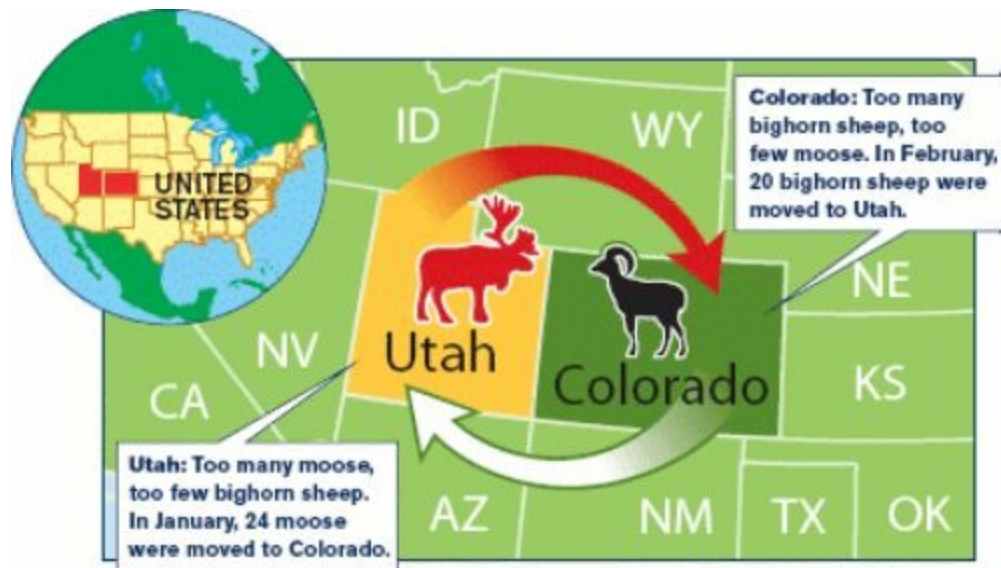 UNITED
STATES
ID
WY
Colorado: Too many
bighorn sheep, too
few moose. In February,
20 bighorn sheep were
moved to Utah.
NE
NV
Utah
Colorado
KS
CA
Utah: Too many moose,
too few bighorn sheep.
In January, 24 moose
were moved to Colorado.
AZ
NM
TX
OK